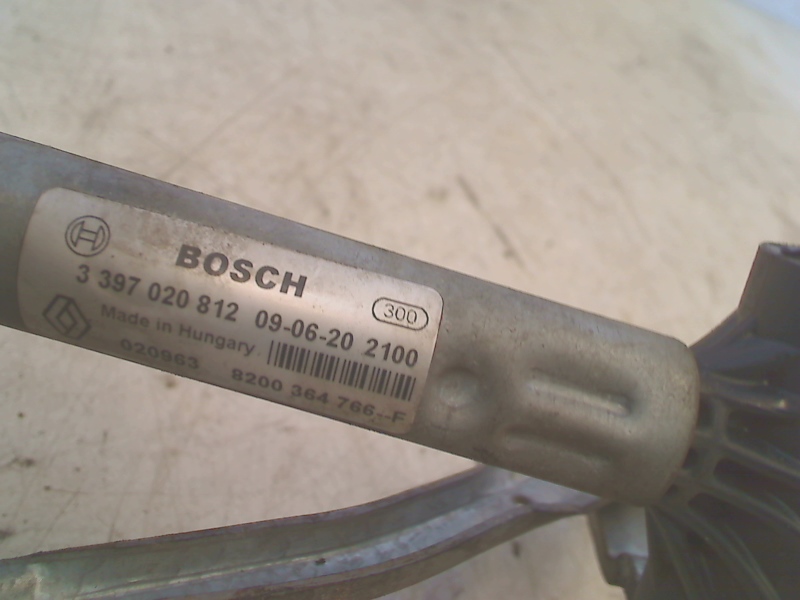 BOSCH
3 397 020 812 09-06-20 2100
300
Made in Hungary
020963 8200 364 766--F